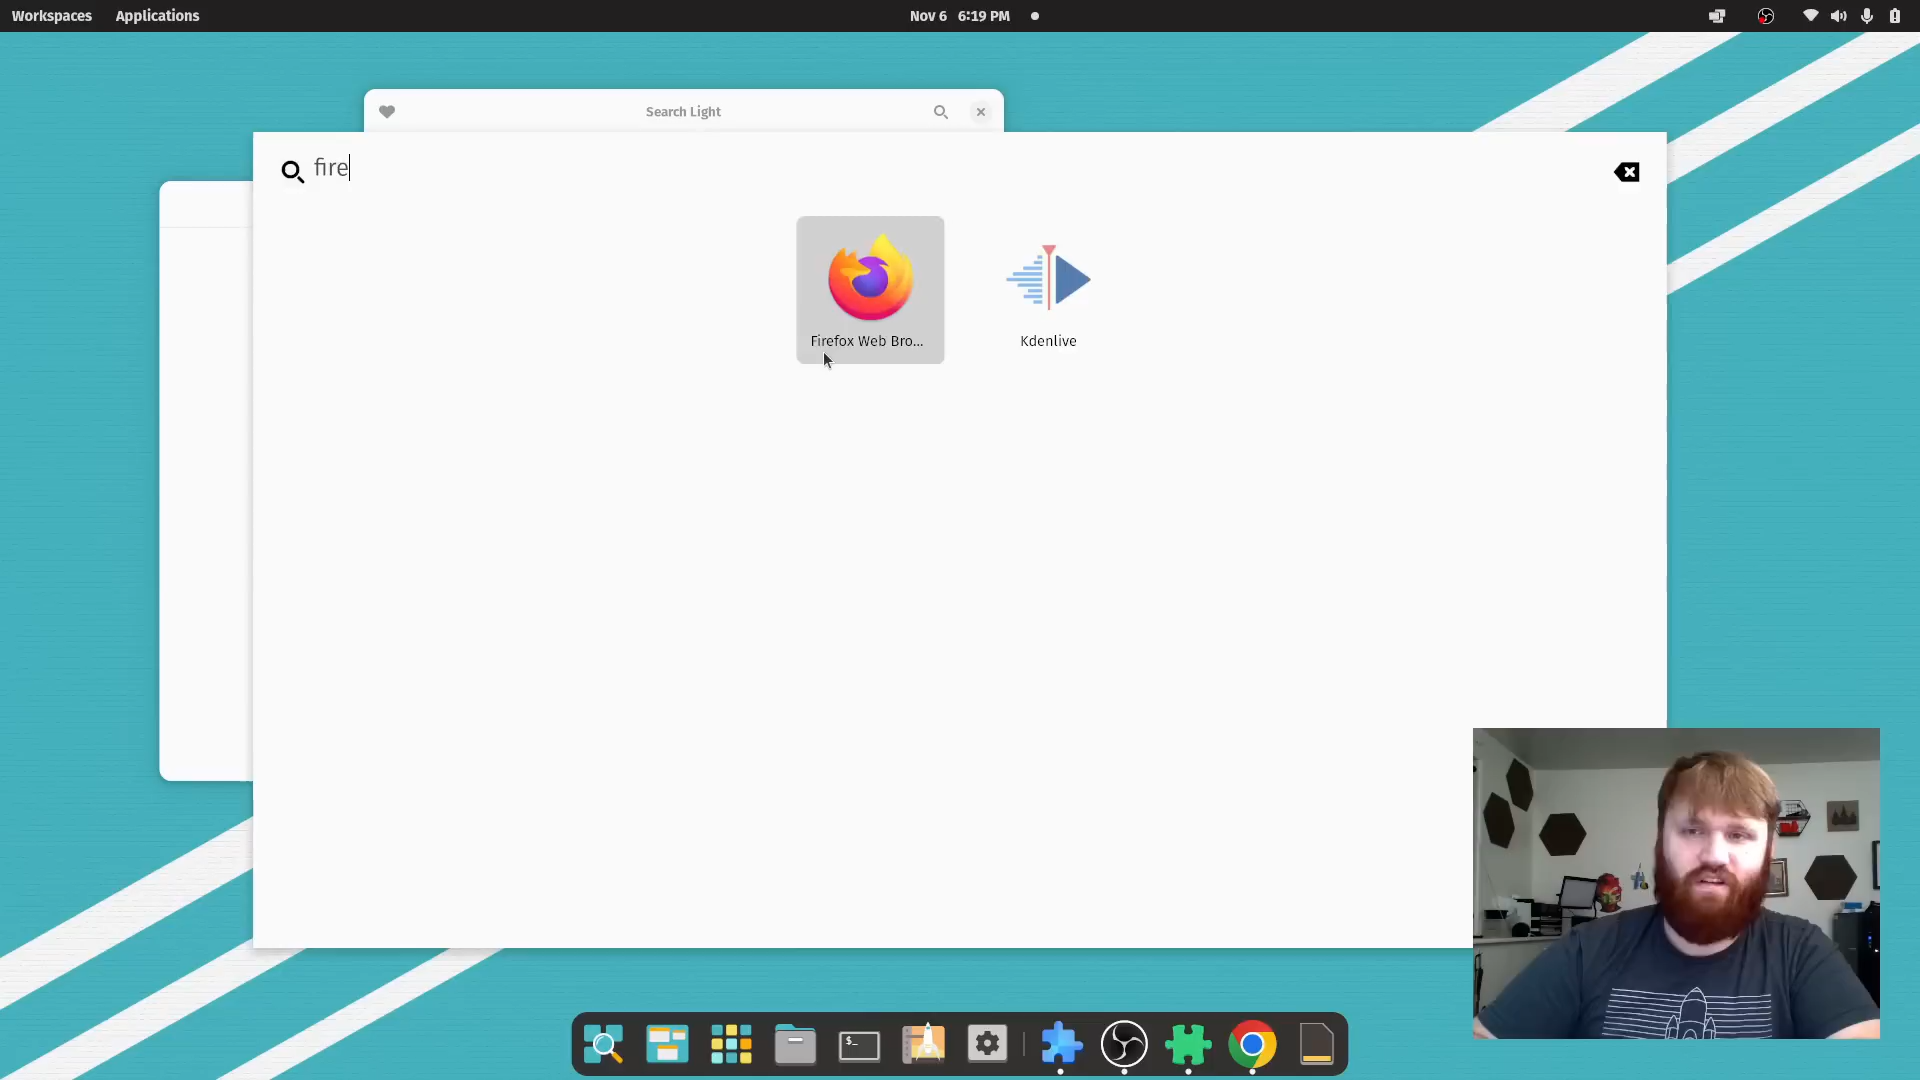 Workspaces Applications Nov 6 6:19 PM
Search Light
fire
Firefox Web Bro... Kdenlive
$_